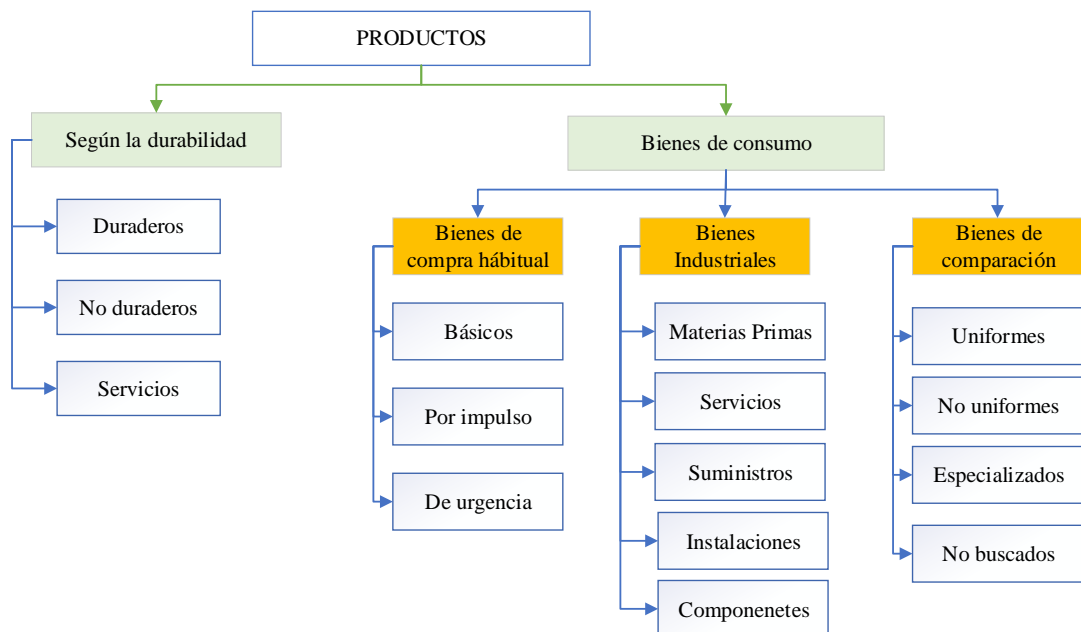 PRODUCTOS
Según la durabilidad
Bienes de consumo
Duraderos
No duraderos
Servicios
Bienes de
compra hábitual
Básicos
Por impulso
De urgencia
Bienes
Industriales
Materias Primas
Servicios
Suministros
Instalaciones
Componenetes
Bienes de
comparación
Uniformes
No uniformes
Especializados
No buscados